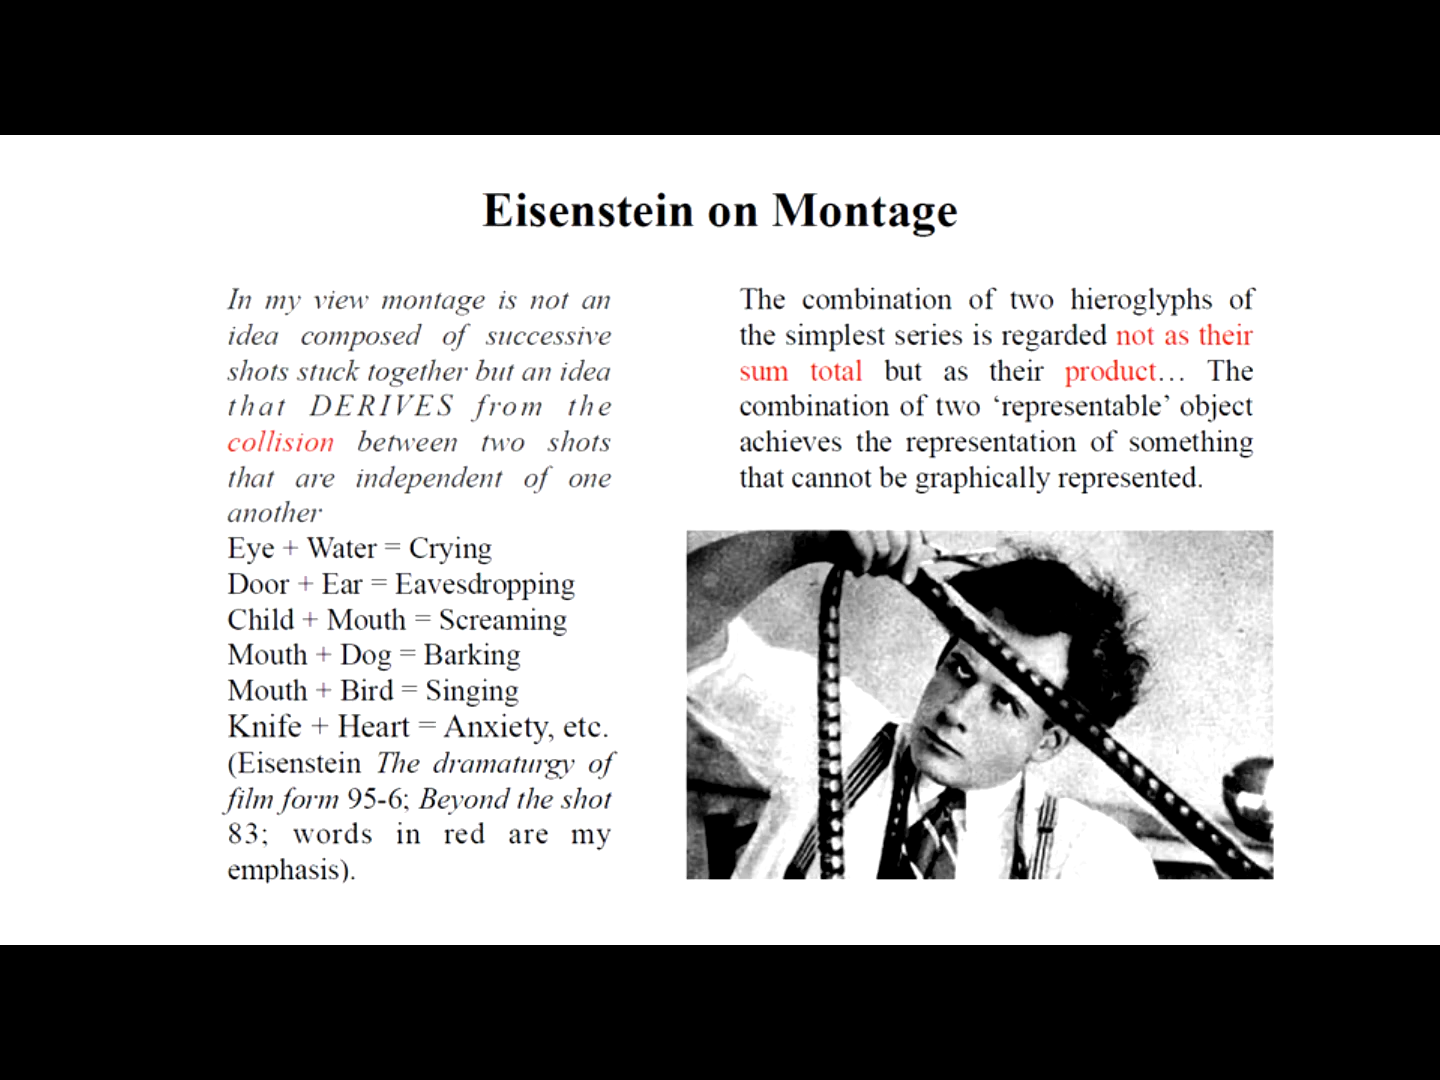 Eisenstein on Montage
In my view montage is not an
idea composed of successive
shots stuck together but an idea
that DERIVES from the
collision between two shots
that are independent of one
another
Eye + Water = Crying
Door + Ear = Eavesdropping
Child + Mouth = Screaming
Mouth + Dog = Barking
Mouth + Bird = Singing
Knife + Heart = Anxiety, etc.
(Eisenstein The dramaturgy of
film form 95-6; Beyond the shot
83; words in red are my
emphasis).
The combination of two hieroglyphs of
the simplest series is regarded not as their
sum total but as their product… The
combination of two ‘representable’ object
achieves the representation of something
that cannot be graphically represented.